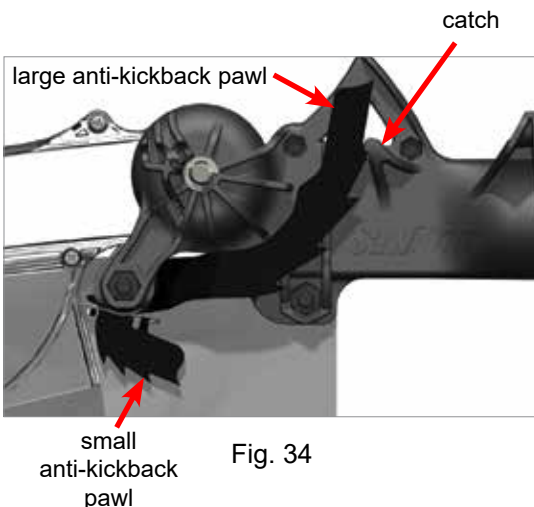 catch
large anti-kickback pawl
small
anti-kickback
pawl
Fig. 34